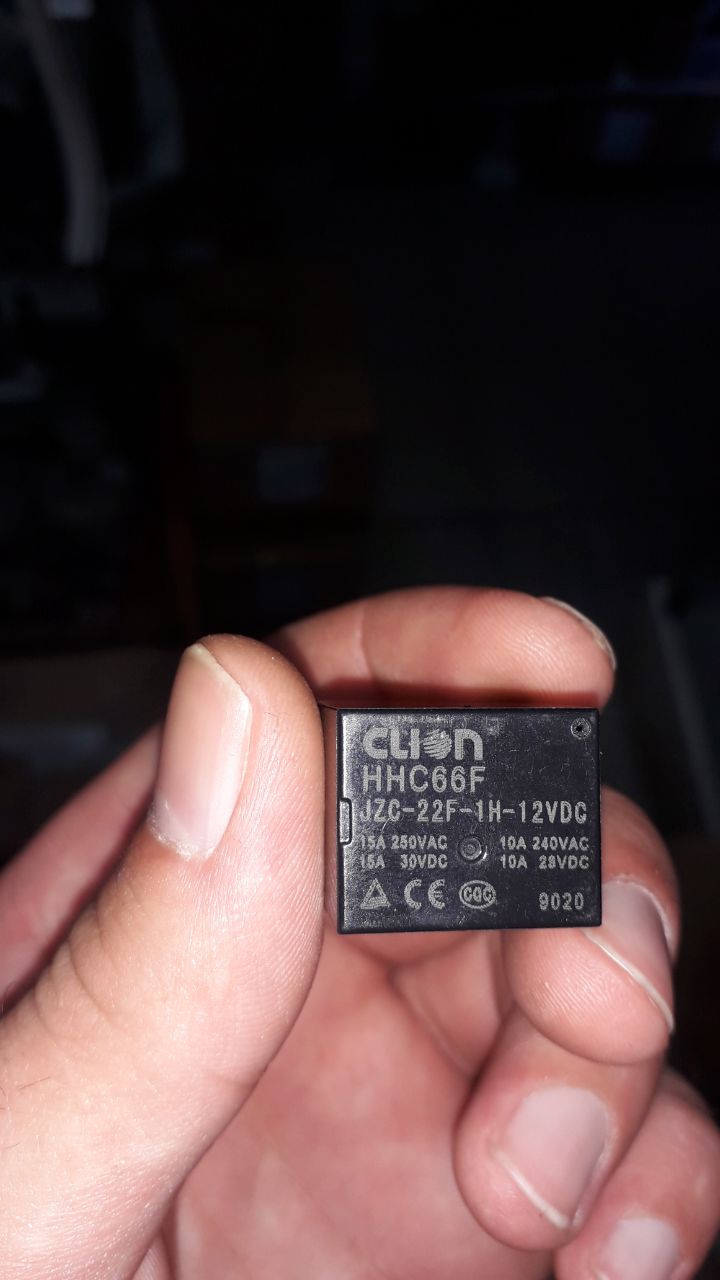 CLION
HHC66F
JZC-22F-1H-12VDC
15A 250VAC 10A 240VAC
15A 30VDC 10A 28VDC
CE CQC 9020